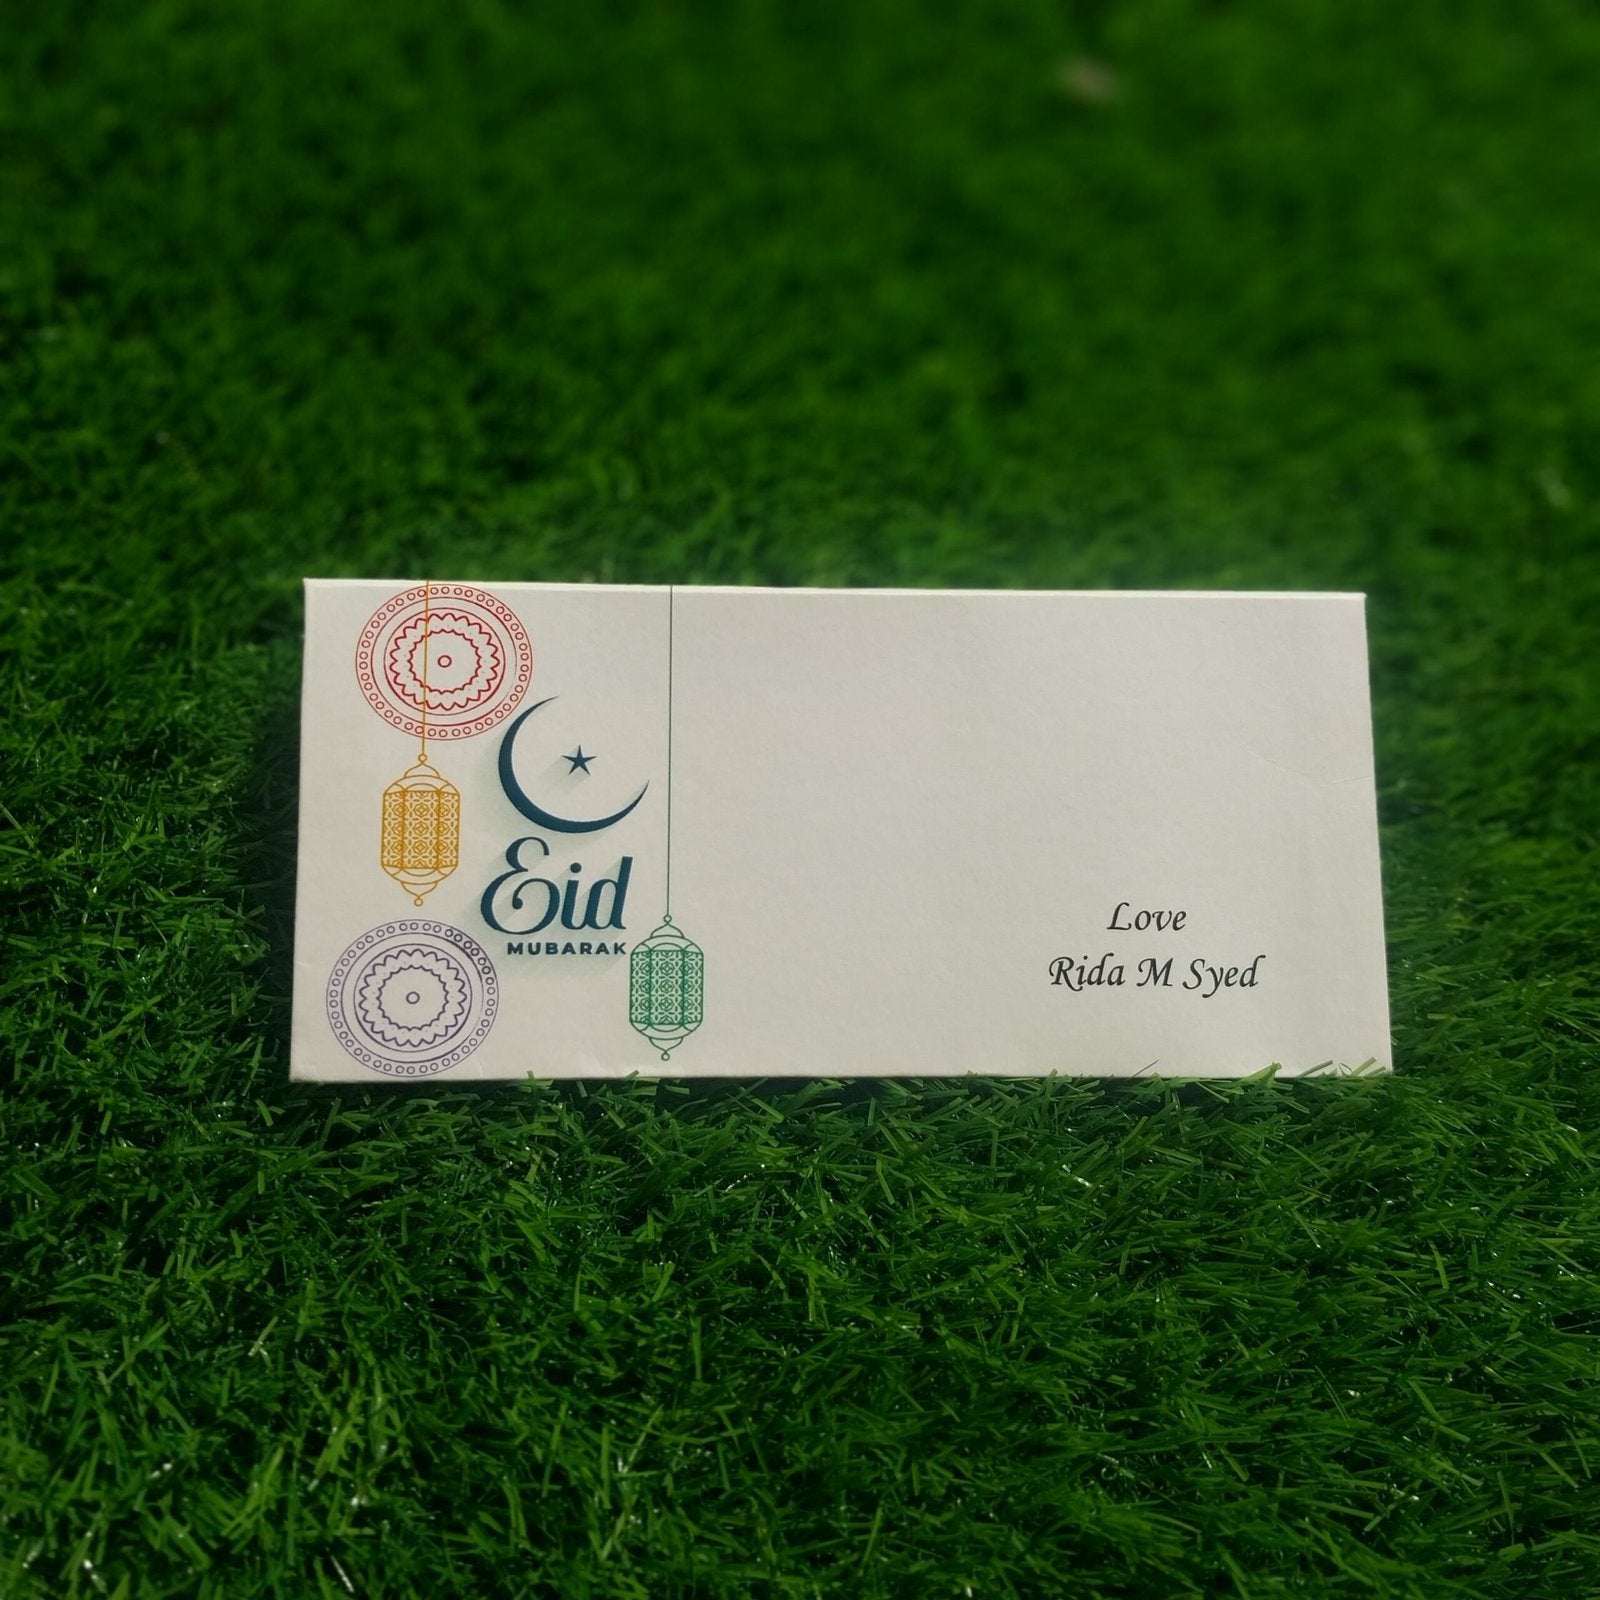 Eid
MUBARAK
Love
Rida M Syed